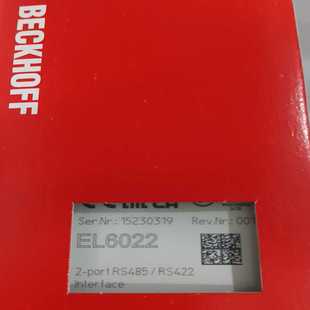 BECKHOFF
Ser.Nr.: 15230319 Rev.Nr.: 001
EL6022
2-port RS485 / RS422
Interface